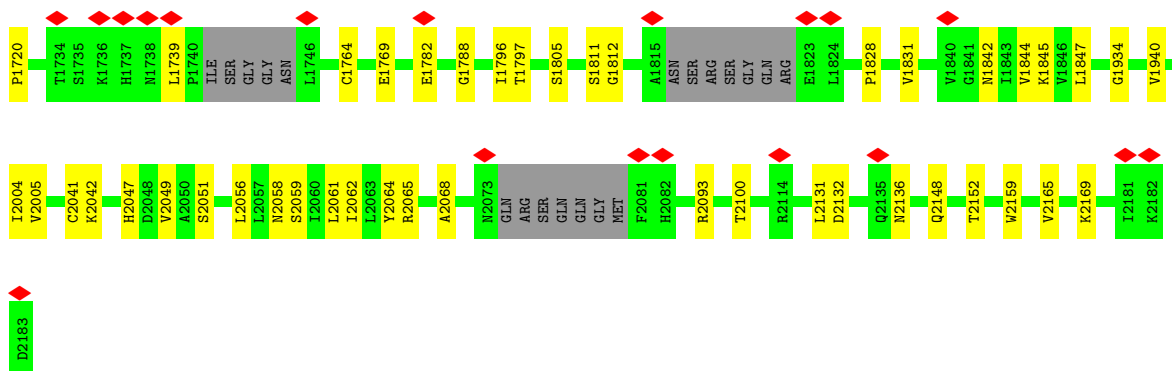 P1720 T1734 S1735 K1736 H1737 N1738 L1739 P1740 ILE SER GLY GLY ASN L1746 C1764 E1769 E1782 G1788 I1796 T1797 S1805 S1811 G1812 A1815 ASN SER ARG SER GLY GLN ARG F1823 L1824 P1828 V1831 V1840 G1841 N1842 I1843 V1844 K1845 V1846 L1847 G1934 V1940
I2004 V2005 C2041 K2042 H2047 D2048 V2049 A2050 S2051 L2056 L2057 N2058 S2059 I2060 L2061 I2062 L2063 Y2064 R2065 A2068 N2073 GLN ARG SER GLN GLN GLY MET F2081 H2082 R2093 T2100 R2114 L2131 D2132 Q2135 N2136 Q2148 T2152 W2159 V2165 K2169 I2181 K2182
D2183